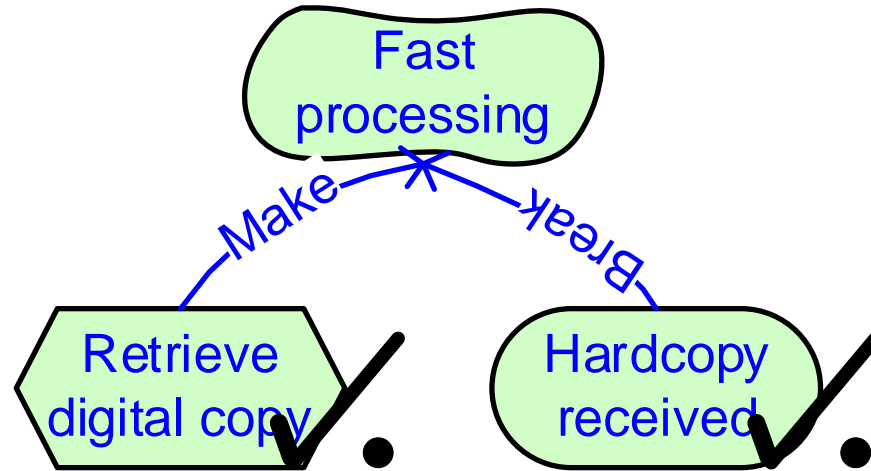 Fast
processing
Make
Break
Retrieve
digital copy
Hardcopy
received